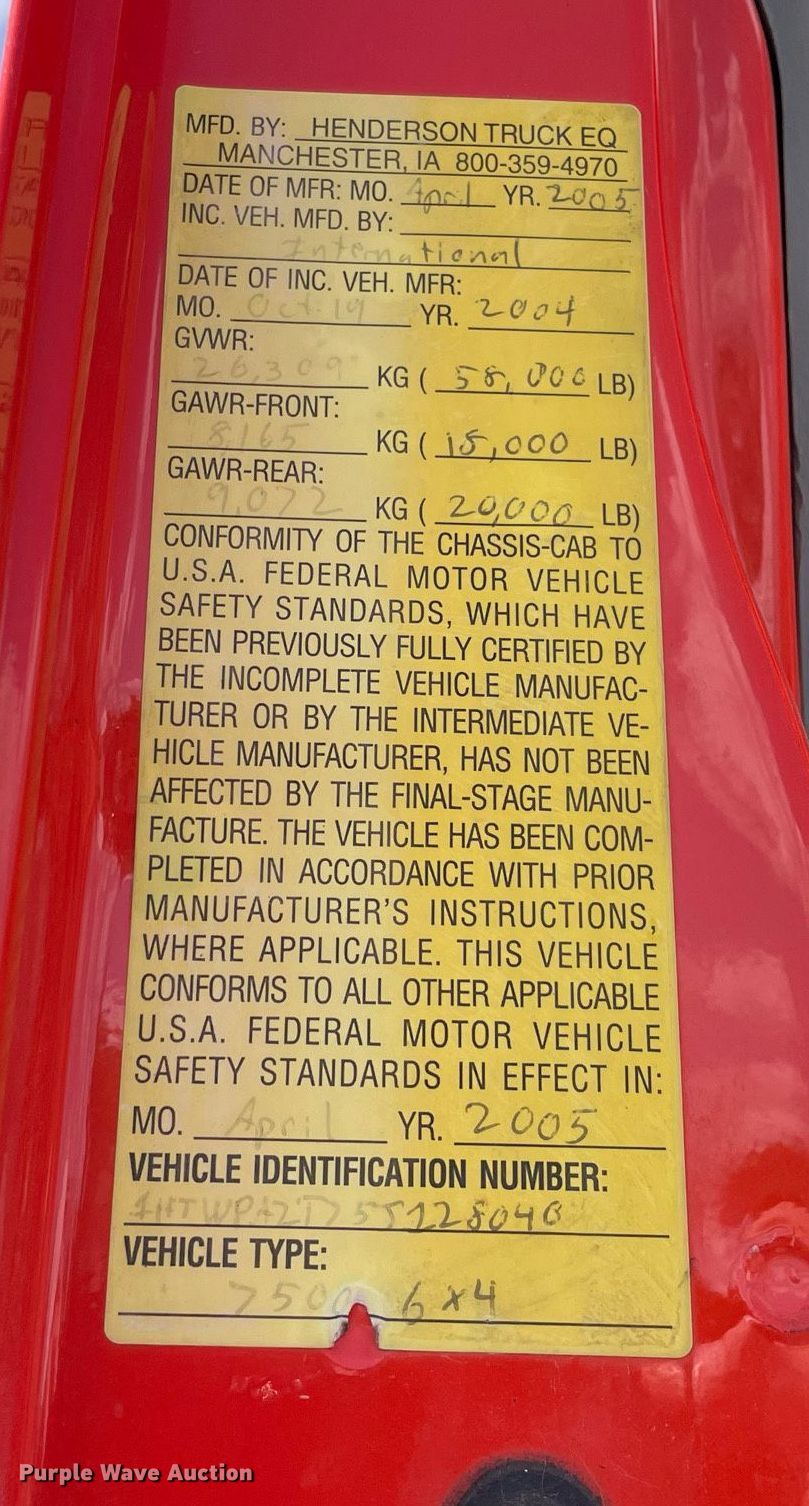 MFD. BY: HENDERSON TRUCK EQ
MANCHESTER, IA 800-359-4970
DATE OF MFR: MO. April YR. 2005
INC. VEH. MFD. BY:
International
DATE OF INC. VEH. MFR:
MO. Oct. 19 YR. 2004
GVWR:
26,309 KG ( 58,000 LB)
GAWR-FRONT:
8,165 KG ( 18,000 LB)
GAWR-REAR:
9,072 KG ( 20,000 LB)
CONFORMITY OF THE CHASSIS-CAB TO
U.S.A. FEDERAL MOTOR VEHICLE
SAFETY STANDARDS, WHICH HAVE
BEEN PREVIOUSLY FULLY CERTIFIED BY
THE INCOMPLETE VEHICLE MANUFAC-
TURER OR BY THE INTERMEDIATE VE-
HICLE MANUFACTURER, HAS NOT BEEN
AFFECTED BY THE FINAL-STAGE MANU-
FACTURE. THE VEHICLE HAS BEEN COM-
PLETED IN ACCORDANCE WITH PRIOR
MANUFACTURER'S INSTRUCTIONS,
WHERE APPLICABLE. THIS VEHICLE
CONFORMS TO ALL OTHER APPLICABLE
U.S.A. FEDERAL MOTOR VEHICLE
SAFETY STANDARDS IN EFFECT IN:
MO. April YR. 2005
VEHICLE IDENTIFICATION NUMBER:
VEHICLE TYPE:
7500 6x4
Purple Wave Auction